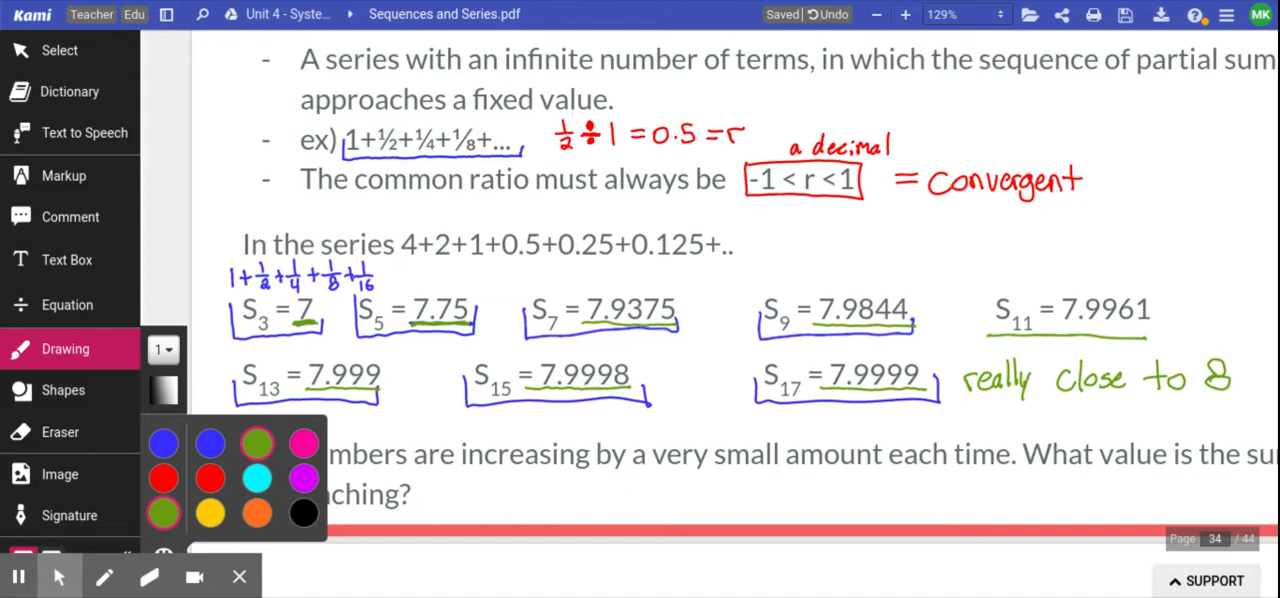 Kami Teacher Edu Unit 4 - Syste... Sequences and Series.pdf Saved Undo 129% MK
Select
Dictionary
Text to Speech
Markup
Comment
Text Box
Equation
Drawing
Shapes
Eraser
Image
Signature
1
- A series with an infinite number of terms, in which the sequence of partial sum
approaches a fixed value.
- ex) 1+½+¼+⅛+... ½ ÷ 1 = 0.5 = r
a decimal
- The common ratio must always be -1 < r < 1 = convergent
In the series 4+2+1+0.5+0.25+0.125+..
1 + 1/2 + 1/4 + 1/8 + 1/16
S3 = 7 S5 = 7.75 S7 = 7.9375 S9 = 7.9844 S11 = 7.9961
S13 = 7.999 S15 = 7.9998 S17 = 7.9999 really close to 8
mbers are increasing by a very small amount each time. What value is the su
ching?
Page 34 / 44
SUPPORT